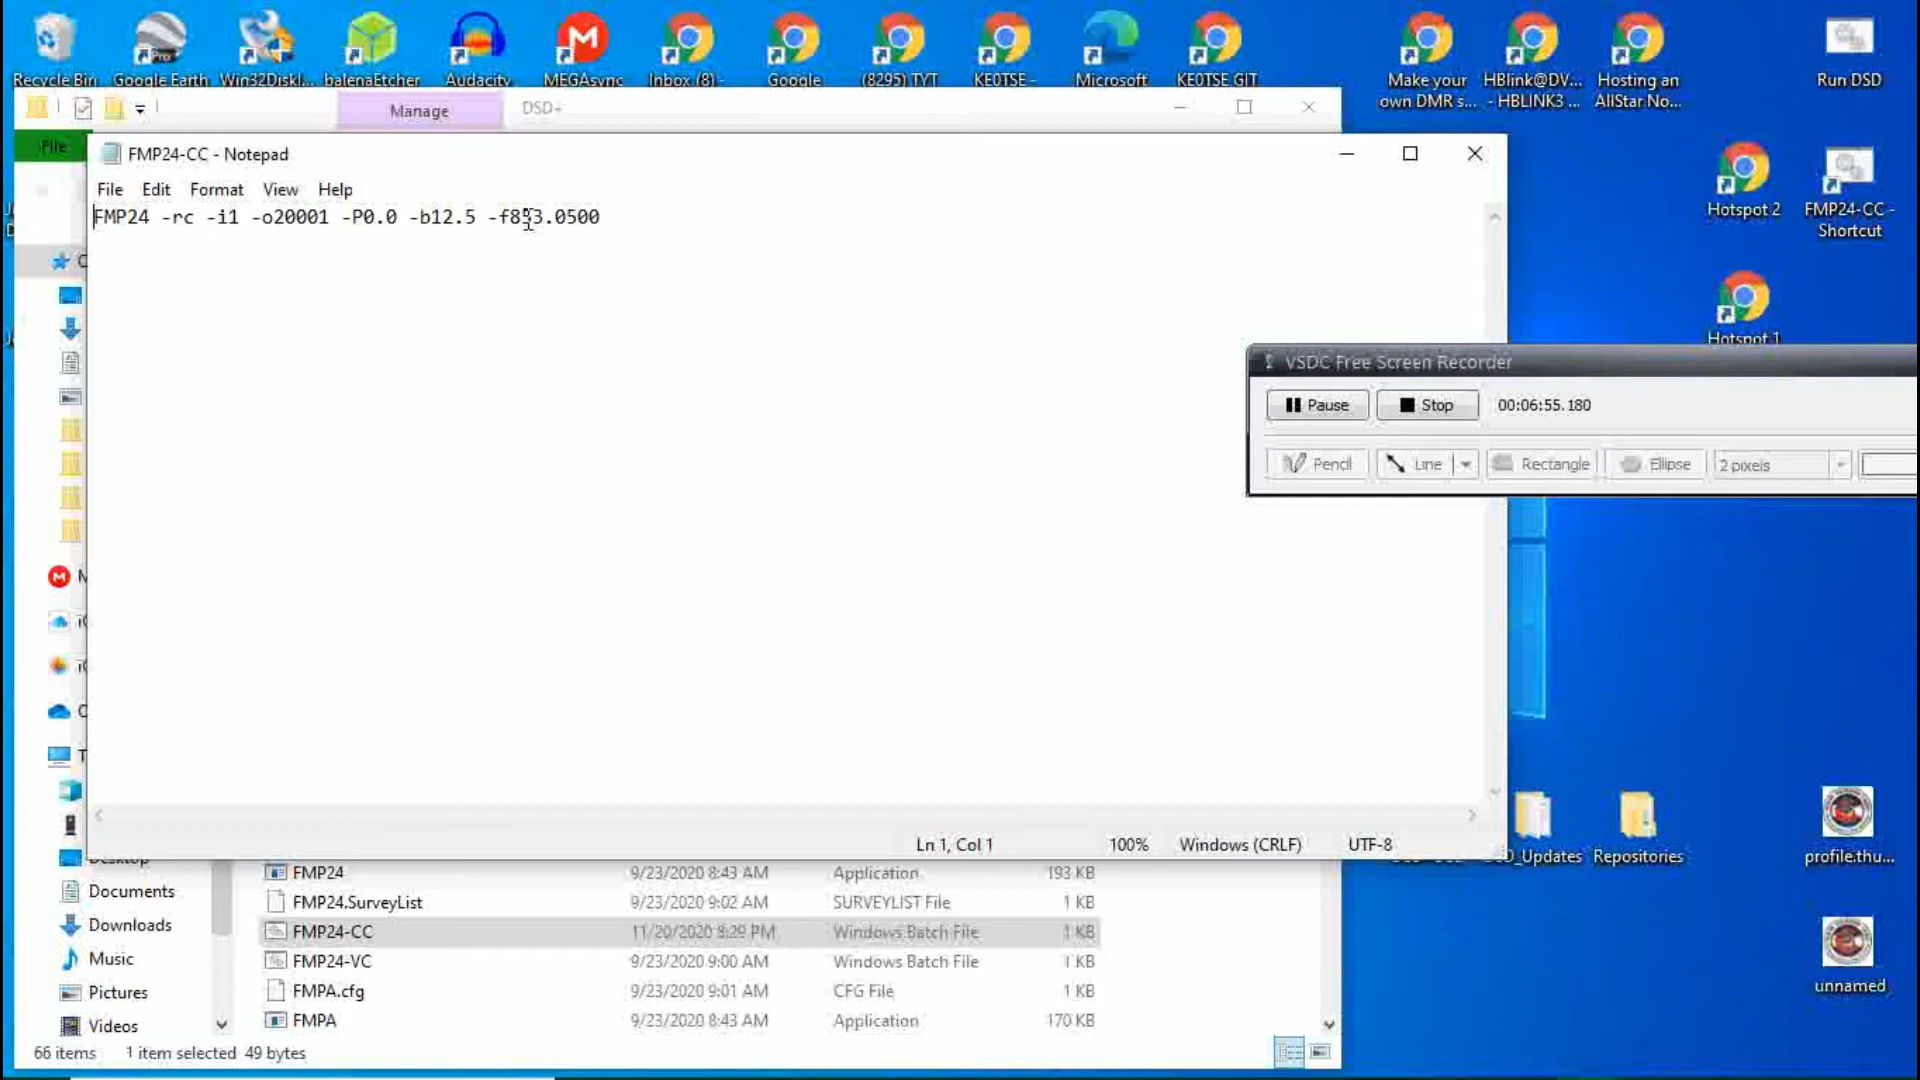 Recycle Bin
Google Earth
Win32DiskI...
balenaEtcher
Audacity
MEGAsync
Inbox (8) -
Google
(8295) TYT
KE0TSE -
Microsoft
KE0TSE GIT
Make your
own DMR s...
HBlink@DV...
- HBLINK3 ...
Hosting an
AllStar No...
Run DSD
Manage
DSD+
File
FMP24-CC - Notepad
File Edit Format View Help
FMP24 -rc -i1 -o20001 -P0.0 -b12.5 -f853.0500
Hotspot 2
FMP24-CC -
Shortcut
Hotspot 1
VSDC Free Screen Recorder
Pause
Stop
00:06:55.180
Pencil
Line
Rectangle
Ellipse
2 pixels
Ln 1, Col 1
100%
Windows (CRLF)
UTF-8
D_Updates
Repositories
profile.thu...
unnamed
Desktop
Documents
Downloads
Music
Pictures
Videos
FMP24 9/23/2020 8:43 AM Application 193 KB
FMP24.SurveyList 9/23/2020 9:02 AM SURVEYLIST File 1 KB
FMP24-CC 11/20/2020 8:29 PM Windows Batch File 1 KB
FMP24-VC 9/23/2020 9:00 AM Windows Batch File 1 KB
FMPA.cfg 9/23/2020 9:01 AM CFG File 1 KB
FMPA 9/23/2020 8:43 AM Application 170 KB
66 items
1 item selected 49 bytes